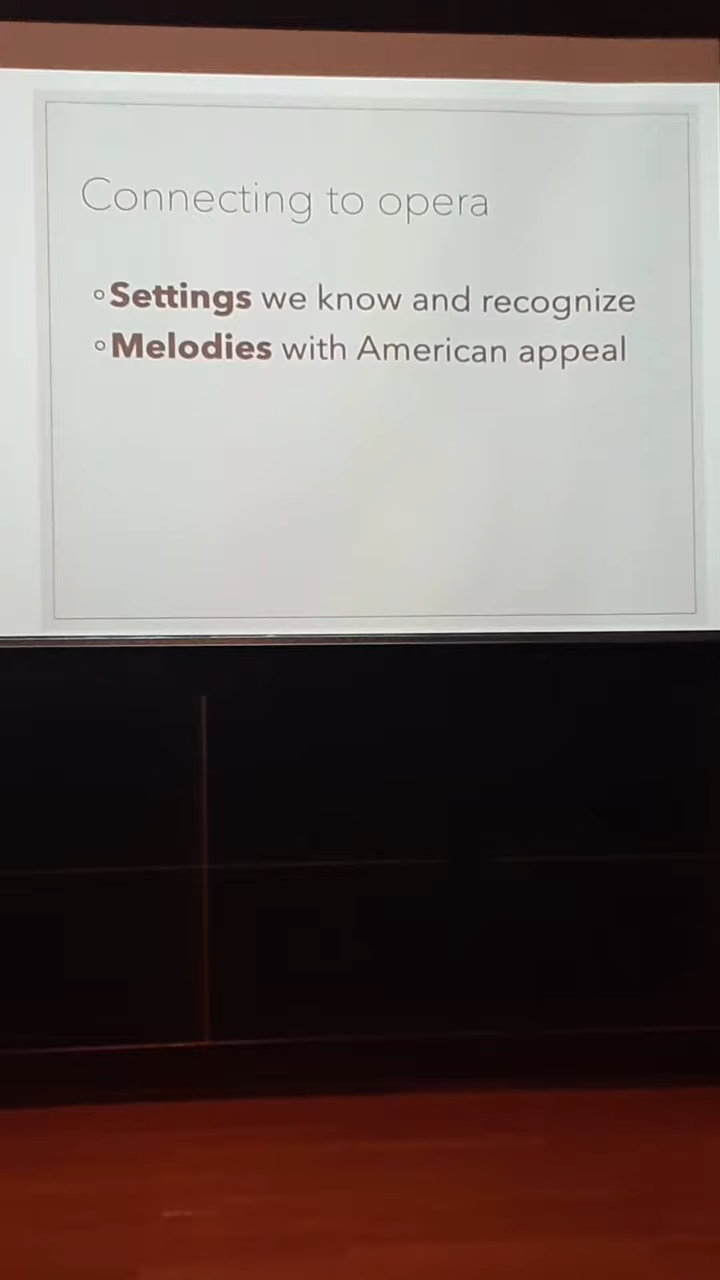 Connecting to opera
◦Settings we know and recognize
◦Melodies with American appeal